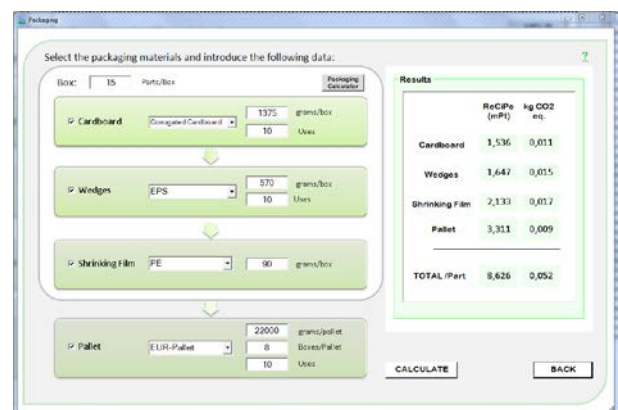 Packaging
Select the packaging materials and introduce the following data:
?
Box: 15 Parts/Box
Packaging Calculator
Cardboard Corrugated Cardboard 1375 grams/box
10 Uses
Wedges EPS 570 grams/box
10 Uses
Shrinking Film PE 90 grams/box
Pallet EUR-Pallet 22000 grams/pallet
8 Boxes/Pallet
10 Uses
Results
ReCiPe (mPt) kg CO2 eq.
Cardboard 1,536 0,011
Wedges 1,647 0,015
Shrinking Film 2,133 0,017
Pallet 3,311 0,009
TOTAL /Part 8,626 0,052
CALCULATE
BACK